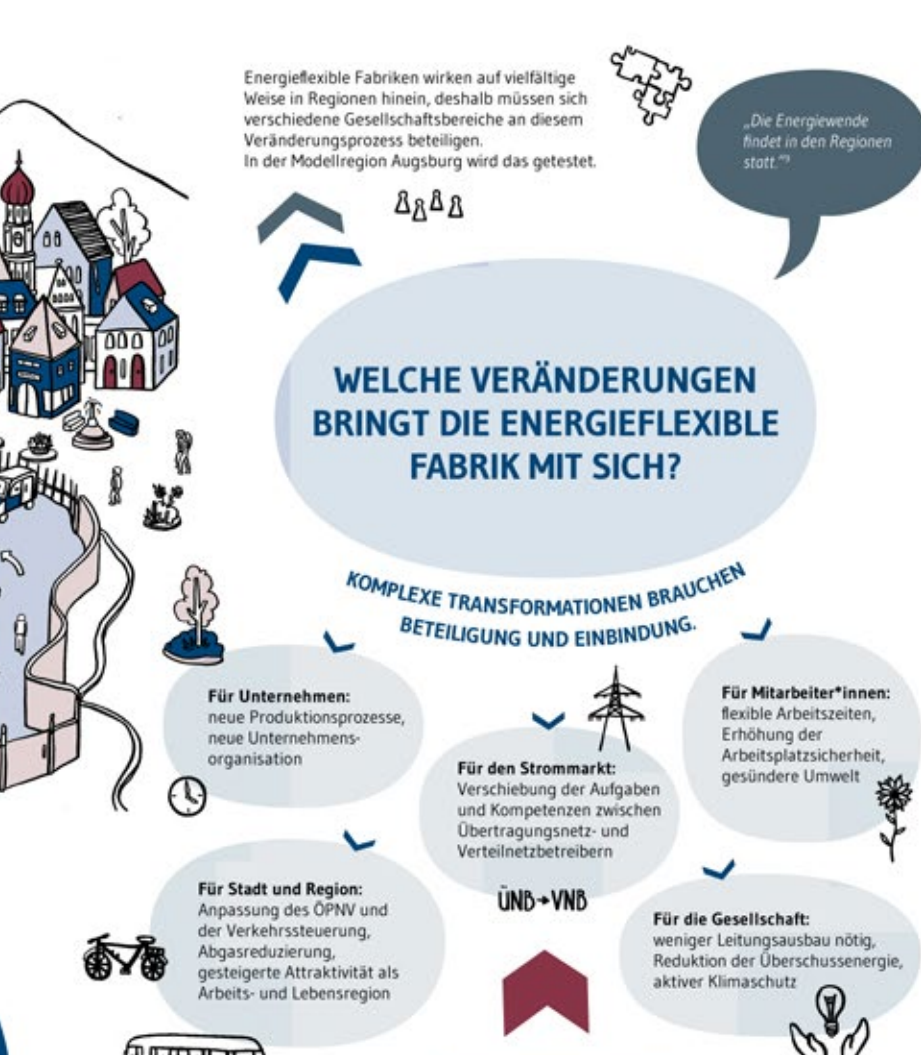 Energieflexible Fabriken wirken auf vielfältige
Weise in Regionen hinein, deshalb müssen sich
verschiedene Gesellschaftsbereiche an diesem
Veränderungsprozess beteiligen.
In der Modellregion Augsburg wird das getestet.
„Die Energiewende
findet in den Regionen
statt.“⁹
WELCHE VERÄNDERUNGEN
BRINGT DIE ENERGIEFLEXIBLE
FABRIK MIT SICH?
KOMPLEXE TRANSFORMATIONEN BRAUCHEN
BETEILIGUNG UND EINBINDUNG.
Für Unternehmen:
neue Produktionsprozesse,
neue Unternehmens-
organisation
Für den Strommarkt:
Verschiebung der Aufgaben
und Kompetenzen zwischen
Übertragungsnetz- und
Verteilnetzbetreibern
ÜNB→VNB
Für Mitarbeiter*innen:
flexible Arbeitszeiten,
Erhöhung der
Arbeitsplatzsicherheit,
gesündere Umwelt
Für Stadt und Region:
Anpassung des ÖPNV und
der Verkehrssteuerung,
Abgasreduzierung,
gesteigerte Attraktivität als
Arbeits- und Lebensregion
Für die Gesellschaft:
weniger Leitungsausbau nötig,
Reduktion der Überschussenergie,
aktiver Klimaschutz